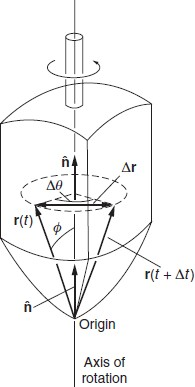 n̂
Δr
Δθ
r(t)
ϕ
r(t + Δt)
n̂
Origin
Axis of
rotation